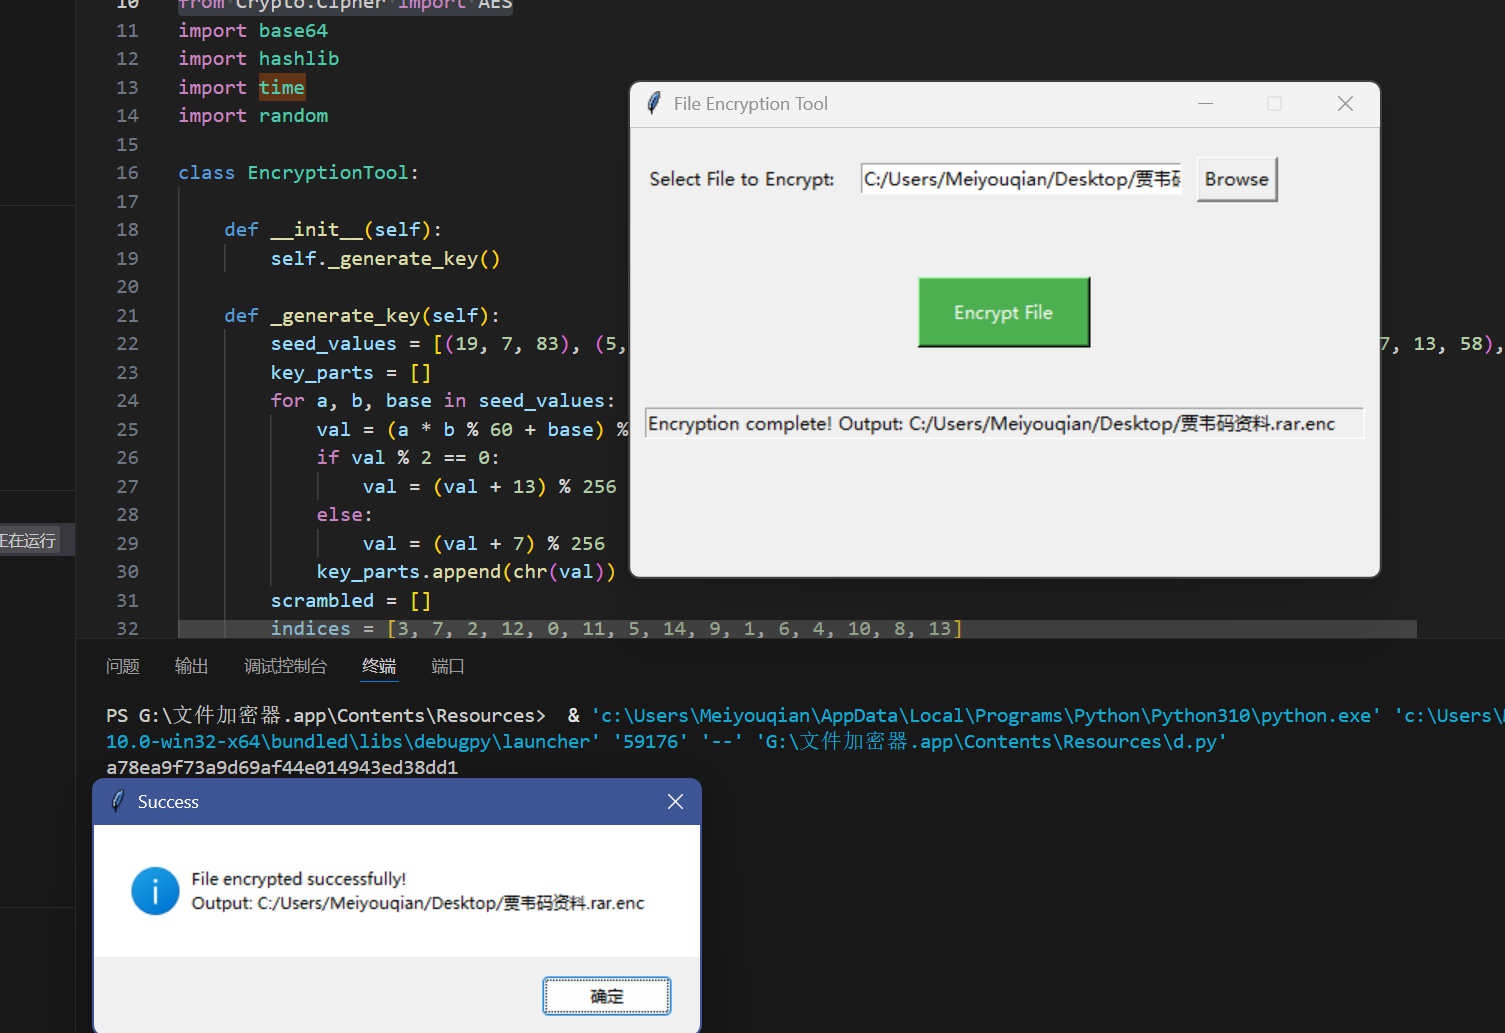 10 from Crypto.Cipher import AES
11 import base64
12 import hashlib
13 import time
14 import random
15
16 class EncryptionTool:
17
18 def __init__(self):
19 self._generate_key()
20
21 def _generate_key(self):
22 seed_values = [(19, 7, 83), (5, 7, 13, 58),
23 key_parts = []
24 for a, b, base in seed_values:
25 val = (a * b % 60 + base) %
26 if val % 2 == 0:
27 val = (val + 13) % 256
28 else:
29 val = (val + 7) % 256
30 key_parts.append(chr(val))
31 scrambled = []
32 indices = [3, 7, 2, 12, 0, 11, 5, 14, 9, 1, 6, 4, 10, 8, 13]
正在运行
File Encryption Tool
Select File to Encrypt: C:/Users/Meiyouqian/Desktop/贾韦码 Browse
Encrypt File
Encryption complete! Output: C:/Users/Meiyouqian/Desktop/贾韦码资料.rar.enc
问题 输出 调试控制台 终端 端口
PS G:\文件加密器.app\Contents\Resources> & 'c:\Users\Meiyouqian\AppData\Local\Programs\Python\Python310\python.exe' 'c:\Users\
10.0-win32-x64\bundled\libs\debugpy\launcher' '59176' '--' 'G:\文件加密器.app\Contents\Resources\d.py'
a78ea9f73a9d69af44e014943ed38dd1
Success
File encrypted successfully!
Output: C:/Users/Meiyouqian/Desktop/贾韦码资料.rar.enc
确定